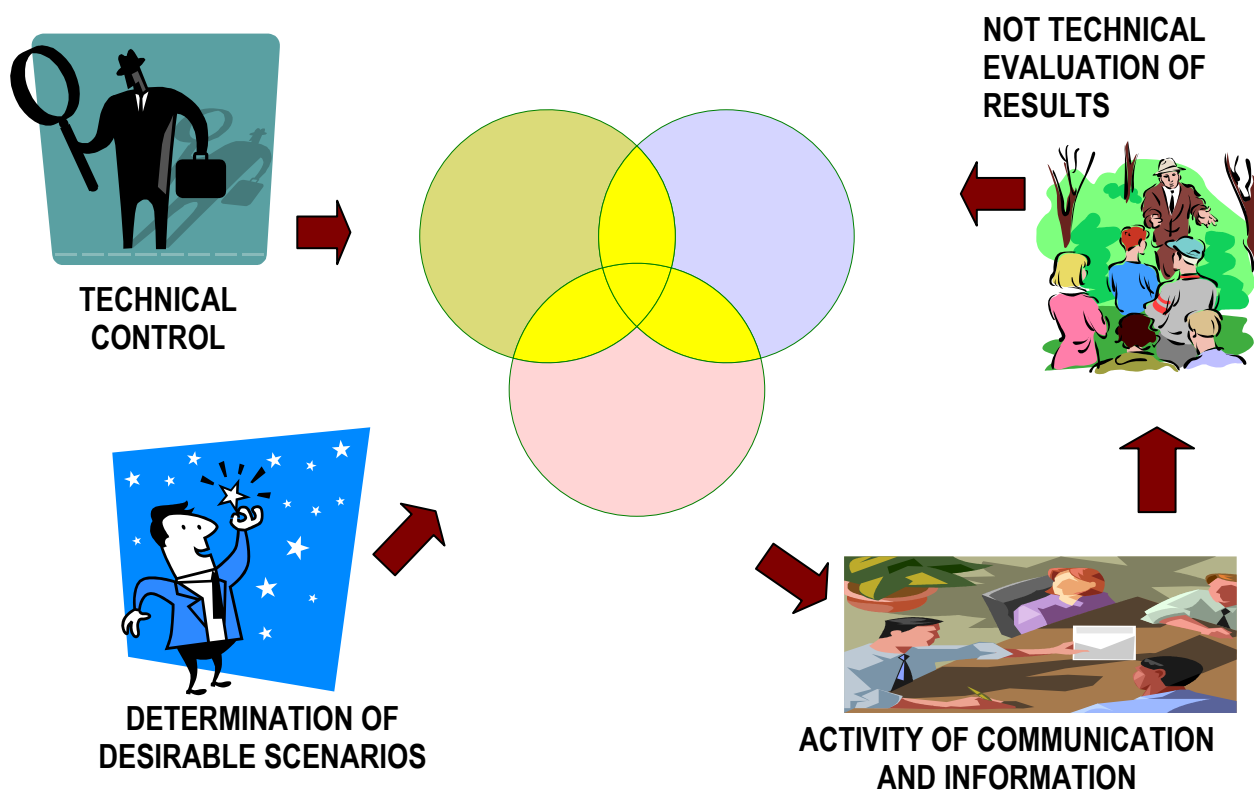 NOT TECHNICAL
EVALUATION OF
RESULTS
TECHNICAL
CONTROL
DETERMINATION OF
DESIRABLE SCENARIOS
ACTIVITY OF COMMUNICATION
AND INFORMATION